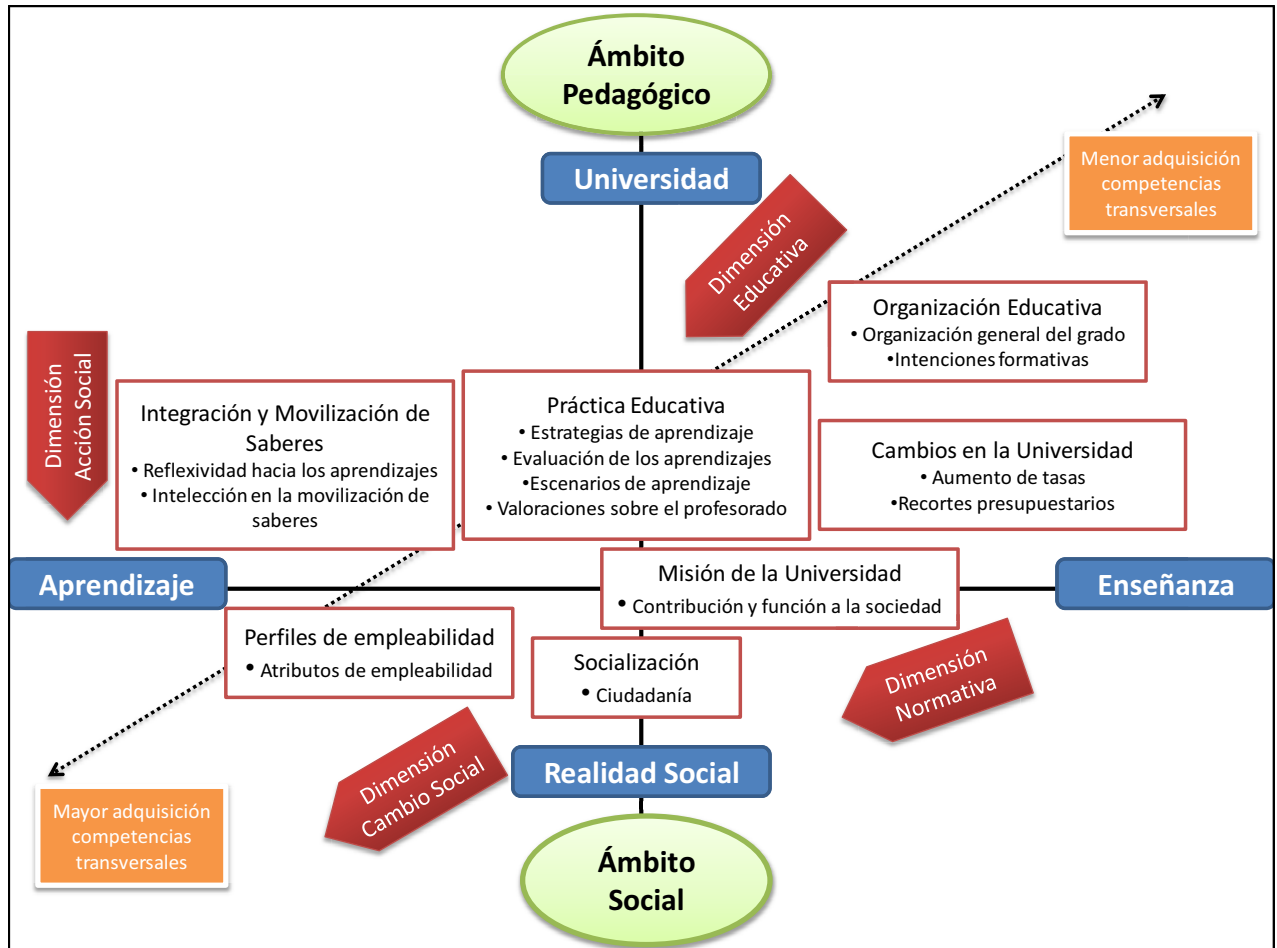 Ámbito
Pedagógico
Universidad
Menor adquisición
competencias
transversales
Dimensión
Educativa
Organización Educativa
• Organización general del grado
•Intenciones formativas
Dimensión
Acción Social
Integración y Movilización de
Saberes
• Reflexividad hacia los aprendizajes
• Intelección en la movilización de
saberes
Práctica Educativa
• Estrategias de aprendizaje
• Evaluación de los aprendizajes
•Escenarios de aprendizaje
• Valoraciones sobre el profesorado
Cambios en la Universidad
• Aumento de tasas
•Recortes presupuestarios
Aprendizaje
Misión de la Universidad
• Contribución y función a la sociedad
Enseñanza
Perfiles de empleabilidad
• Atributos de empleabilidad
Socialización
• Ciudadanía
Dimensión
Normativa
Dimensión
Cambio Social
Realidad Social
Mayor adquisición
competencias
transversales
Ámbito
Social